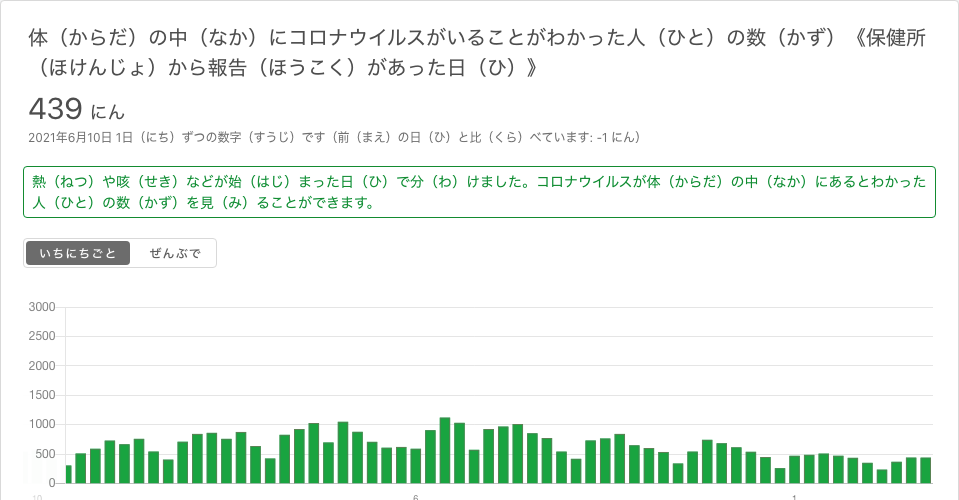 体（からだ）の中（なか）にコロナウイルスがいることがわかった人（ひと）の数（かず）《保健所
（ほけんじょ）から報告（ほうこく）があった日（ひ）》
439 にん
2021年6月10日 1日（にち）ずつの数字（すうじ）です（前（まえ）の日（ひ）と比（くら）べています: -1 にん）
熱（ねつ）や咳（せき）などが始（はじ）まった日（ひ）で分（わ）けました。コロナウイルスが体（からだ）の中（なか）にあるとわかった
人（ひと）の数（かず）を見（み）ることができます。
いちにちごと ぜんぶで
3000
2500
2000
1500
1000
500
0
10 6 1